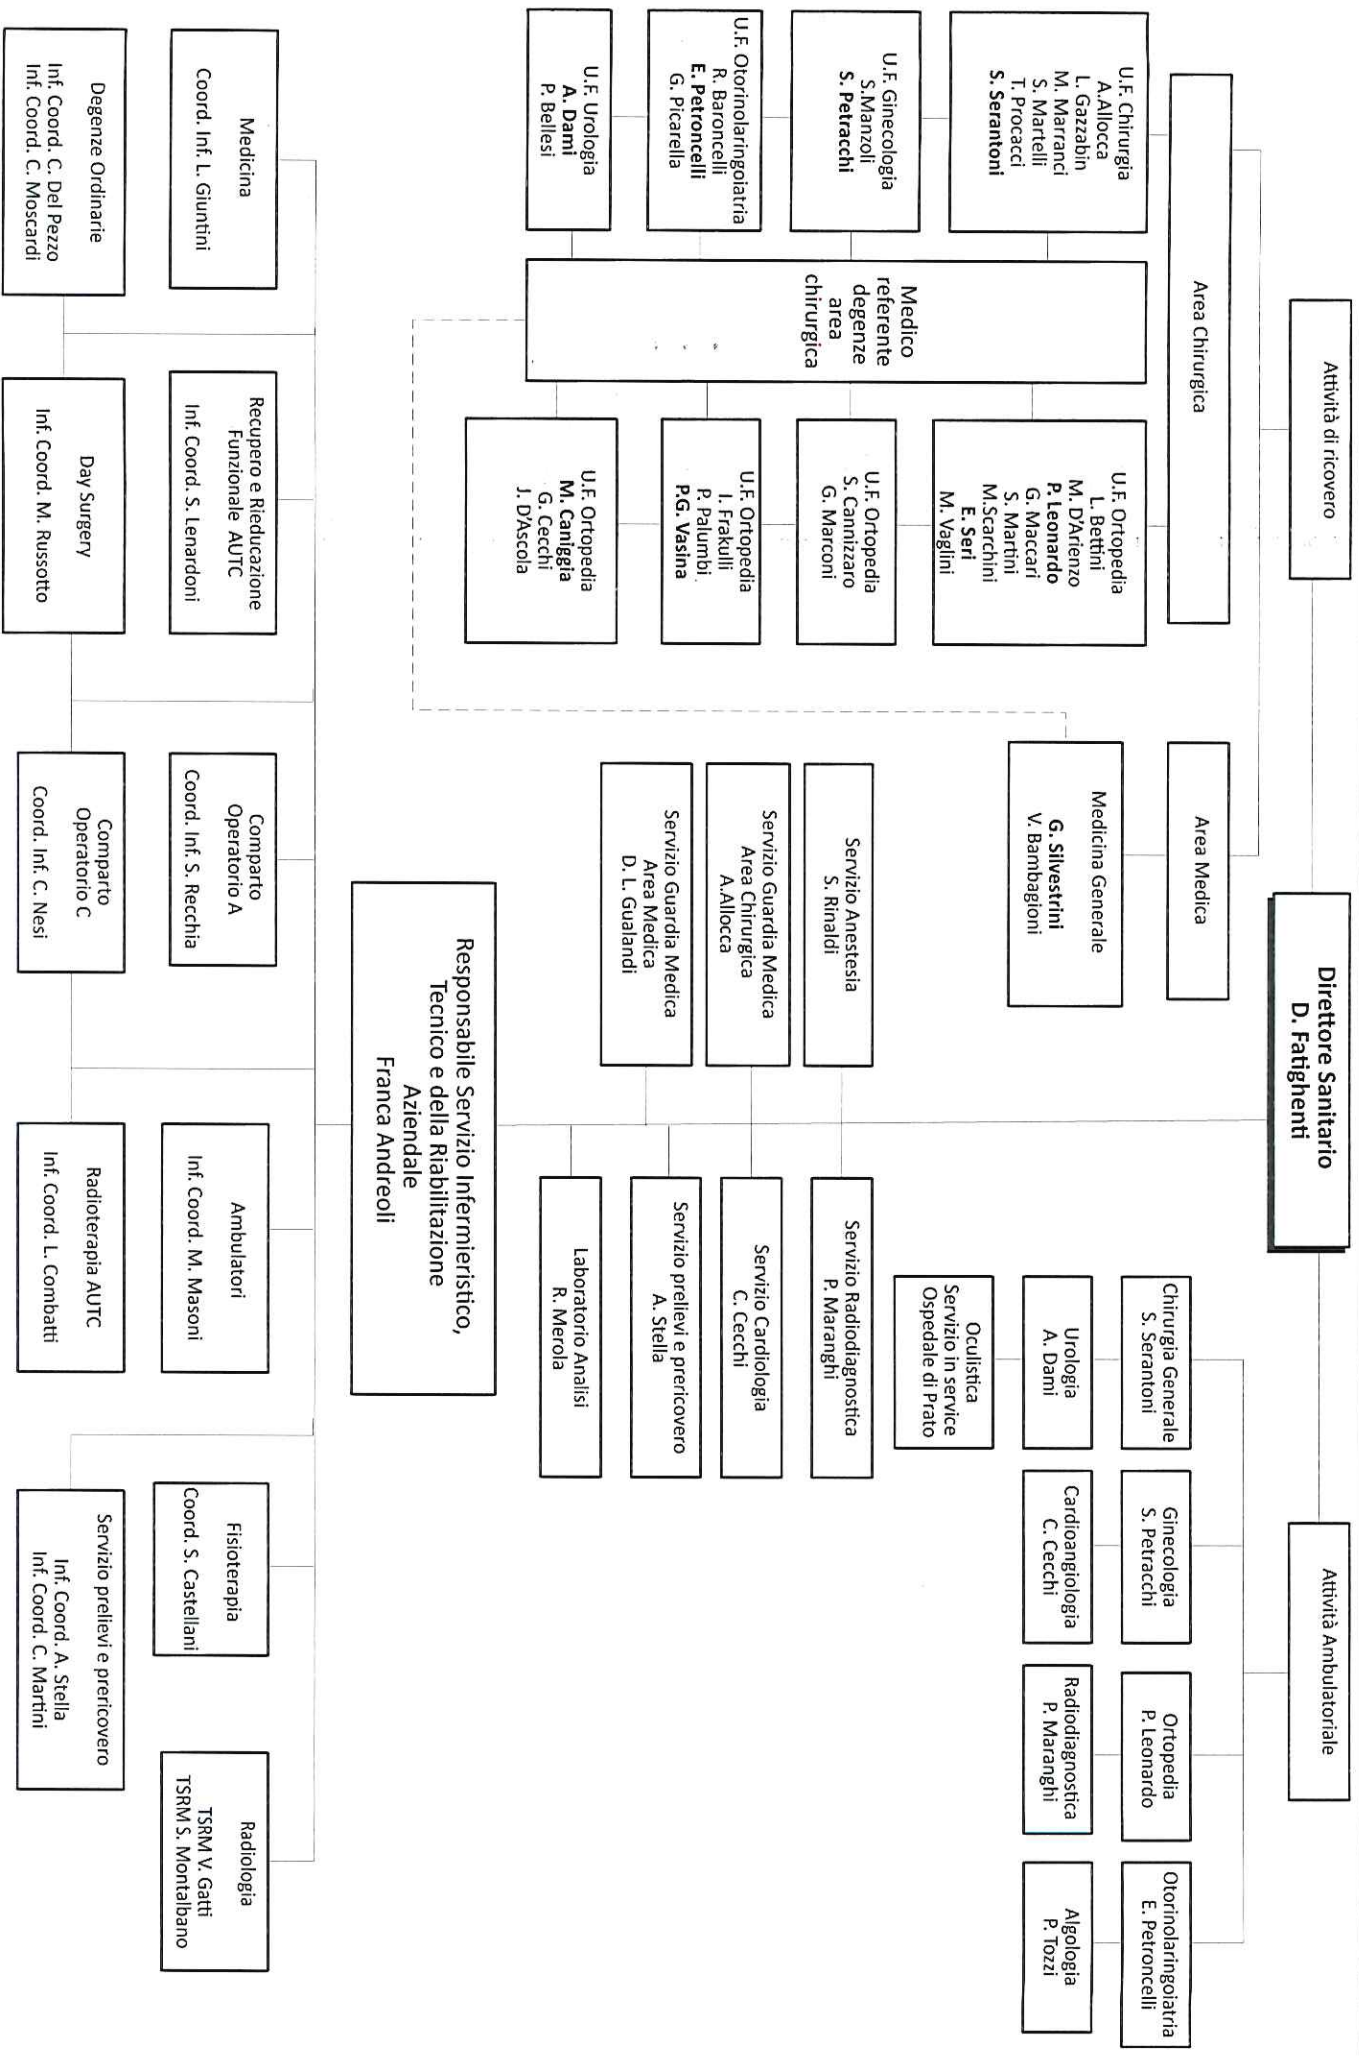 Direttore Sanitario
D. Fatighenti
Attività di ricovero
Attività Ambulatoriale
Area Chirurgica
Area Medica
U.F. Chirurgia
A.Allocca
L. Gazzabin
M. Marranci
S. Martelli
T. Procacci
S. Serantoni
U.F. Ginecologia
S.Manzoli
S. Petracchi
U.F. Otorinolaringoiatria
R. Baroncelli
E. Petroncelli
G. Picarella
U.F. Urologia
A. Dami
P. Bellesi
Medico
referente
degenze
area
chirurgica
U.F. Ortopedia
L. Bettini
M. D'Arienzo
P. Leonardo
G. Maccari
S. Martini
M.Scarchini
E. Seri
M. Vaglini
U.F. Ortopedia
S. Cannizzaro
G. Marconi
U.F. Ortopedia
I. Frakulli
P. Palumbi
P.G. Vasina
U.F. Ortopedia
M. Caniggia
G. Cecchi
J. D'Ascola
Medicina Generale
G. Silvestrini
V. Bambagioni
Chirurgia Generale
S. Serantoni
Ginecologia
S. Petracchi
Ortopedia
P. Leonardo
Otorinolaringoiatria
E. Petroncelli
Urologia
A. Dami
Cardioangiologia
C. Cecchi
Radiodiagnostica
P. Maranghi
Algologia
P. Tozzi
Oculistica
Servizio in service
Ospedale di Prato
Servizio Anestesia
S. Rinaldi
Servizio Radiodiagnostica
P. Maranghi
Servizio Guardia Medica
Area Chirurgica
A.Allocca
Servizio Cardiologia
C. Cecchi
Servizio Guardia Medica
Area Medica
D. L. Gualandi
Servizio prelievi e prericovero
A. Stella
Laboratorio Analisi
R. Merola
Responsabile Servizio Infermieristico,
Tecnico e della Riabilitazione
Aziendale
Franca Andreoli
Medicina
Coord. Inf. L. Giuntini
Recupero e Rieducazione
Funzionale AUTC
Inf. Coord. S. Lenardoni
Comparto
Operatorio A
Coord. Inf. S. Recchia
Ambulatori
Inf. Coord. M. Masoni
Fisioterapia
Coord. S. Castellani
Radiologia
TSRM V. Gatti
TSRM S. Montalbano
Degenze Ordinarie
Inf. Coord. C. Del Pezzo
Inf. Coord. C. Moscardi
Day Surgery
Inf. Coord. M. Russotto
Comparto
Operatorio C
Coord. Inf. C. Nesi
Radioterapia AUTC
Inf. Coord. L. Combatti
Servizio prelievi e prericovero
Inf. Coord. A. Stella
Inf. Coord. C. Martini